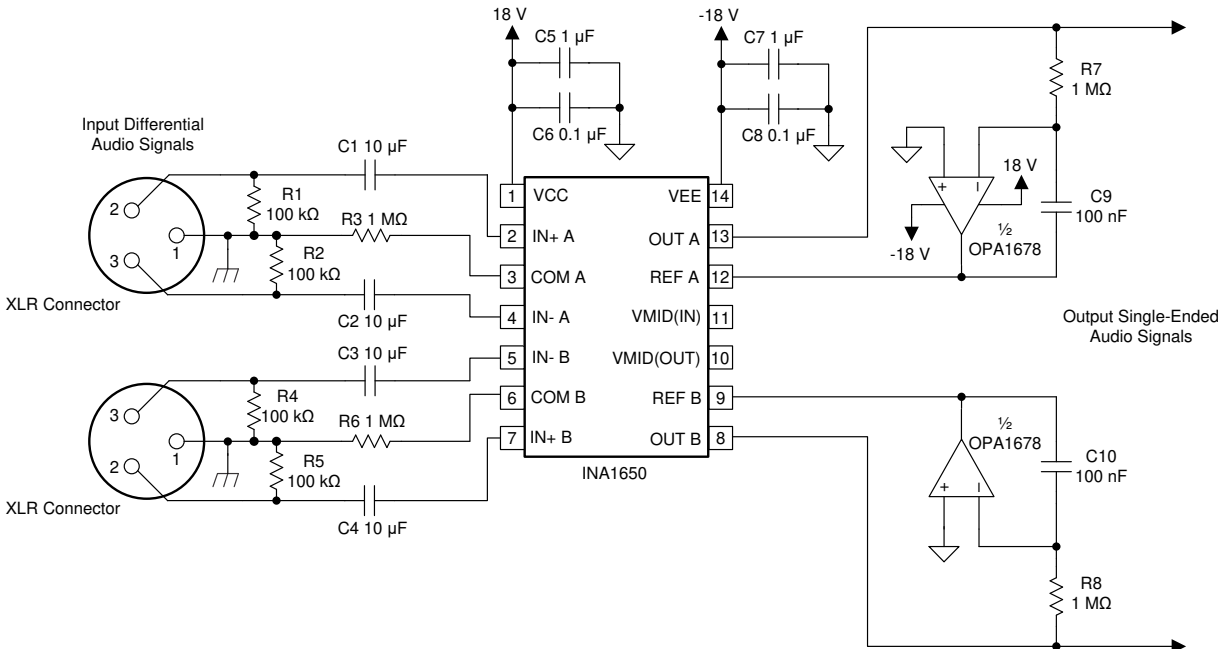 18 V
-18 V
C5 1 µF
C7 1 µF
C6 0.1 µF
C8 0.1 µF
R7
1 MΩ
Input Differential
Audio Signals
C1 10 µF
2
R1
100 kΩ
R3 1 MΩ
1
3
R2
100 kΩ
XLR Connector
C2 10 µF
1
VCC
VEE
14
2
IN+ A
OUT A
13
3
COM A
REF A
12
4
IN- A
VMID(IN)
11
5
IN- B
VMID(OUT)
10
6
COM B
REF B
9
7
IN+ B
OUT B
8
INA1650
+
–
18 V
-18 V
½
OPA1678
C9
100 nF
Output Single-Ended
Audio Signals
C3 10 µF
3
R4
100 kΩ
R6 1 MΩ
1
2
R5
100 kΩ
XLR Connector
C4 10 µF
½
OPA1678
C10
100 nF
+
–
R8
1 MΩ